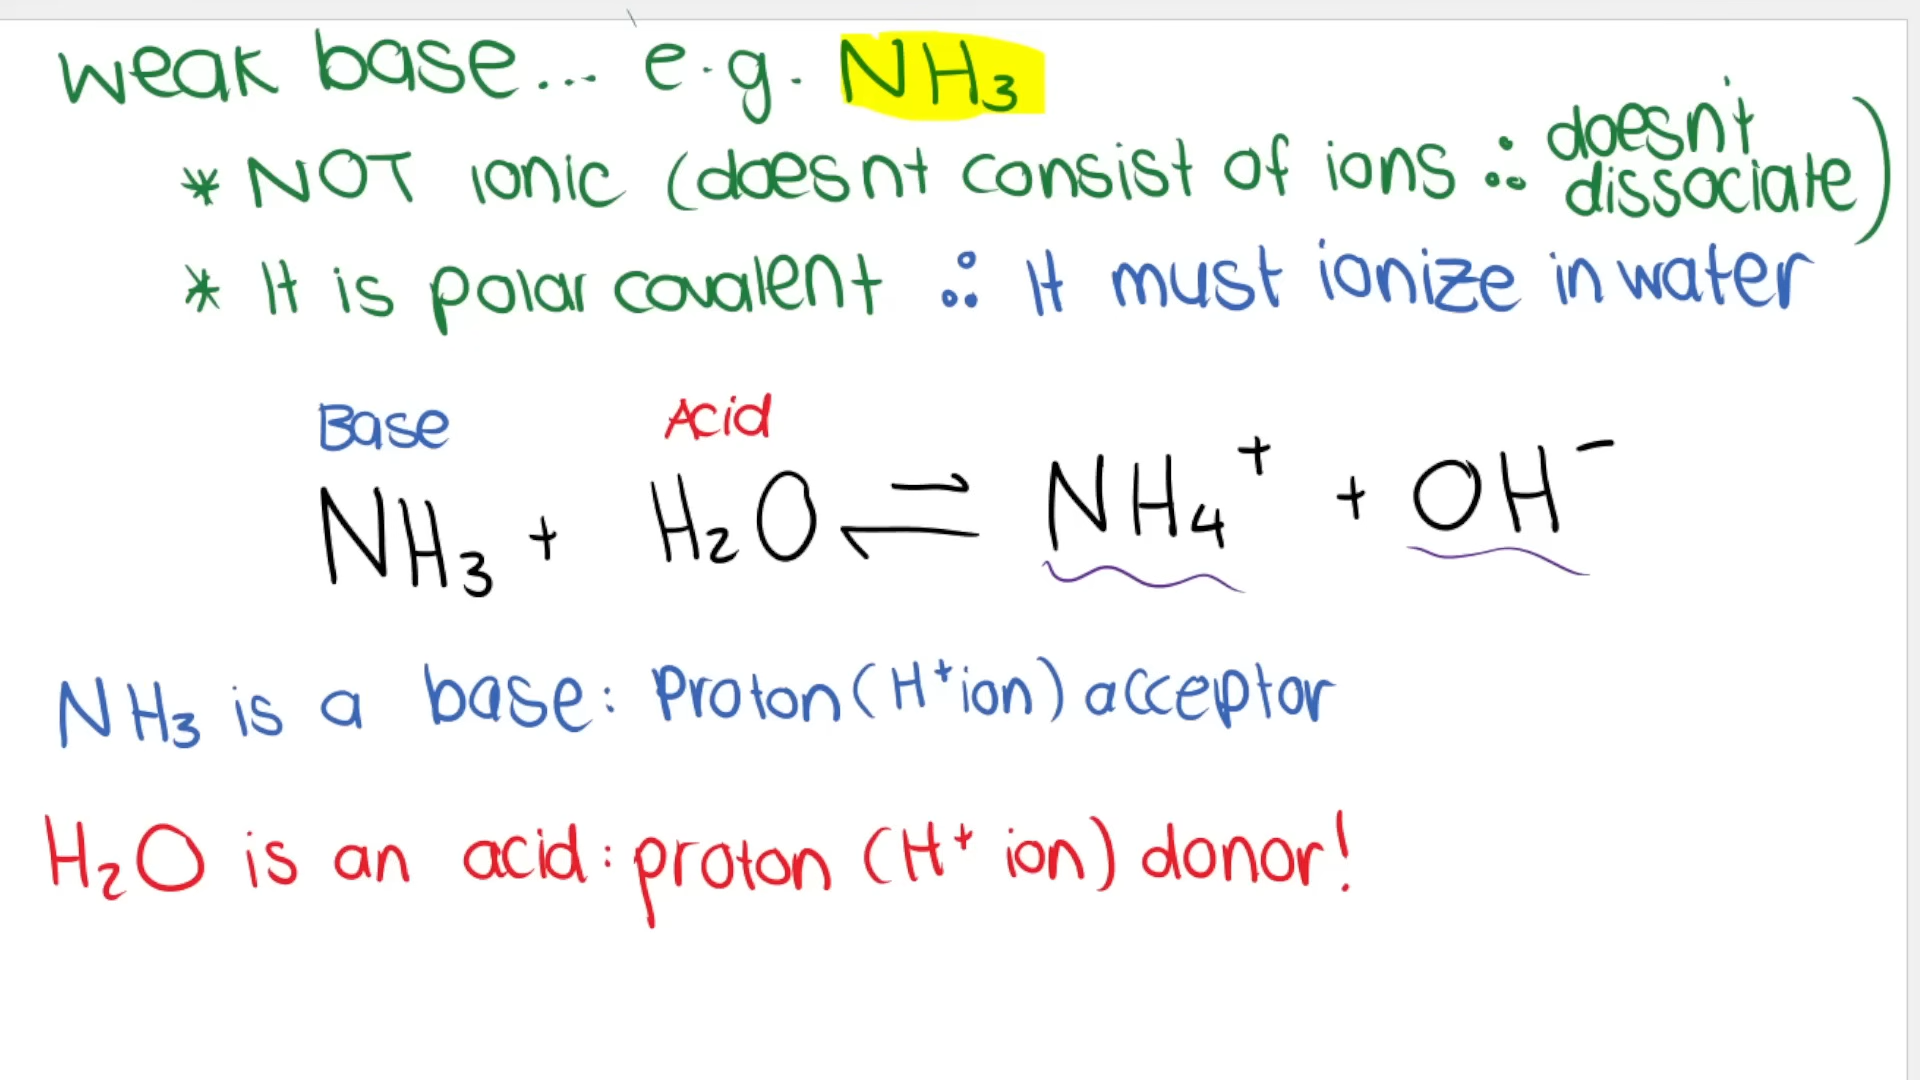 weak base... e.g. NH₃
* NOT ionic (doesnt consist of ions ∴ doesn't dissociate)
* It is polar covalent ∴ It must ionize in water
Base Acid
NH₃ + H₂O ⇌ NH₄⁺ + OH⁻
NH₃ is a base: Proton (H⁺ ion) acceptor
H₂O is an acid: proton (H⁺ ion) donor!